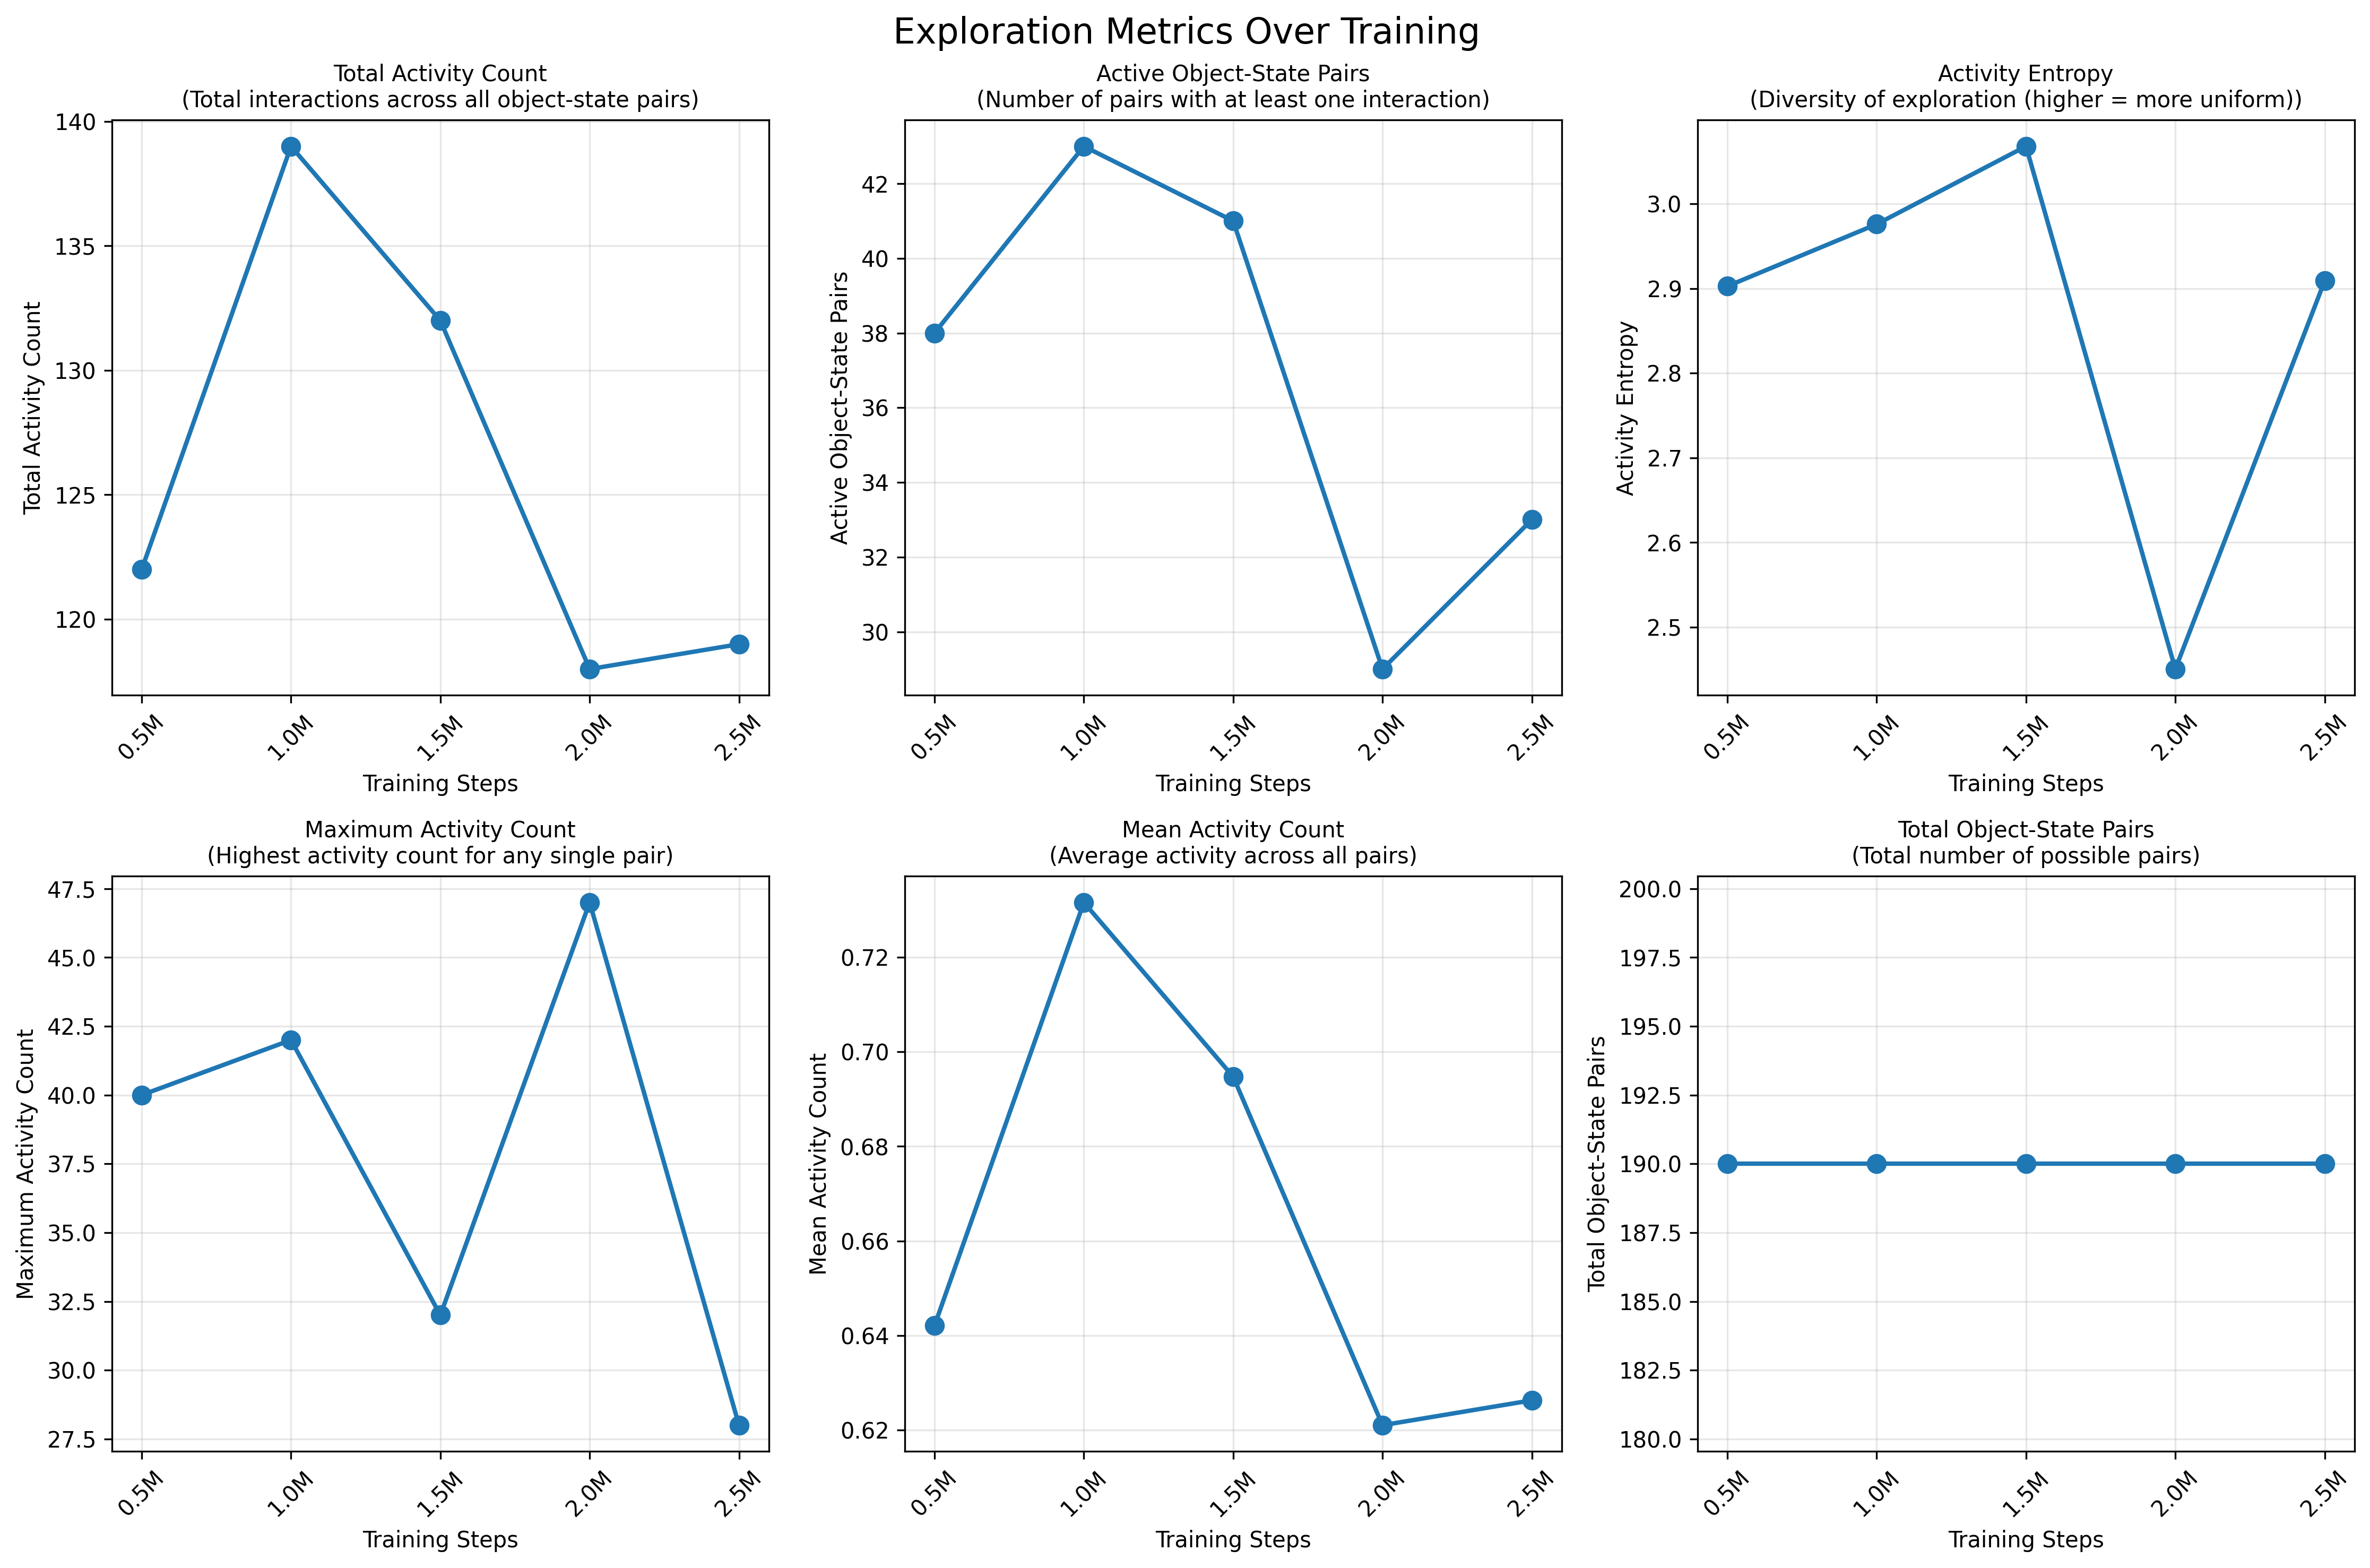 Exploration Metrics Over Training
Total Activity Count
(Total interactions across all object-state pairs)
Total Activity Count
140
135
130
125
120
0.5M
1.0M
1.5M
2.0M
2.5M
Training Steps
Active Object-State Pairs
(Number of pairs with at least one interaction)
Active Object-State Pairs
42
40
38
36
34
32
30
0.5M
1.0M
1.5M
2.0M
2.5M
Training Steps
Activity Entropy
(Diversity of exploration (higher = more uniform))
Activity Entropy
3.0
2.9
2.8
2.7
2.6
2.5
0.5M
1.0M
1.5M
2.0M
2.5M
Training Steps
Maximum Activity Count
(Highest activity count for any single pair)
Maximum Activity Count
47.5
45.0
42.5
40.0
37.5
35.0
32.5
30.0
27.5
0.5M
1.0M
1.5M
2.0M
2.5M
Training Steps
Mean Activity Count
(Average activity across all pairs)
Mean Activity Count
0.72
0.70
0.68
0.66
0.64
0.62
0.5M
1.0M
1.5M
2.0M
2.5M
Training Steps
Total Object-State Pairs
(Total number of possible pairs)
Total Object-State Pairs
200.0
197.5
195.0
192.5
190.0
187.5
185.0
182.5
180.0
0.5M
1.0M
1.5M
2.0M
2.5M
Training Steps